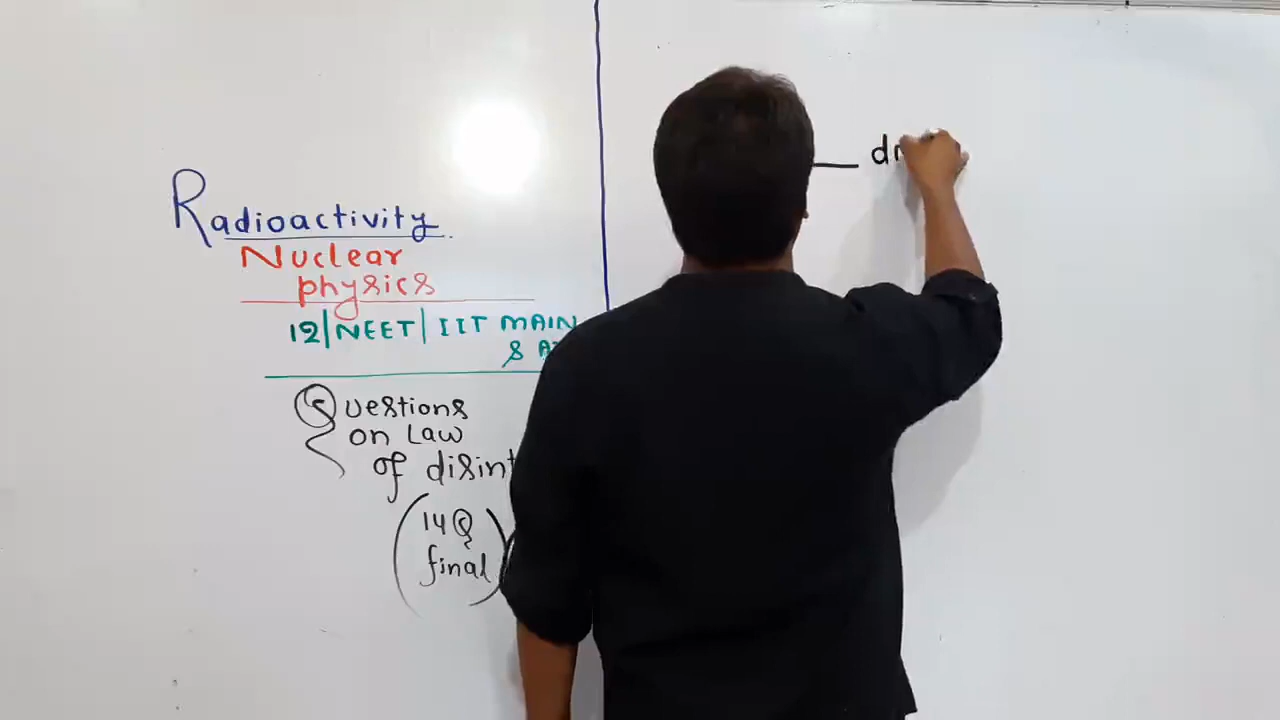 Radioactivity
Nuclear
physics
12|NEET|IIT MAIN
&
Questions
on Law
of disint
(14Q
final)